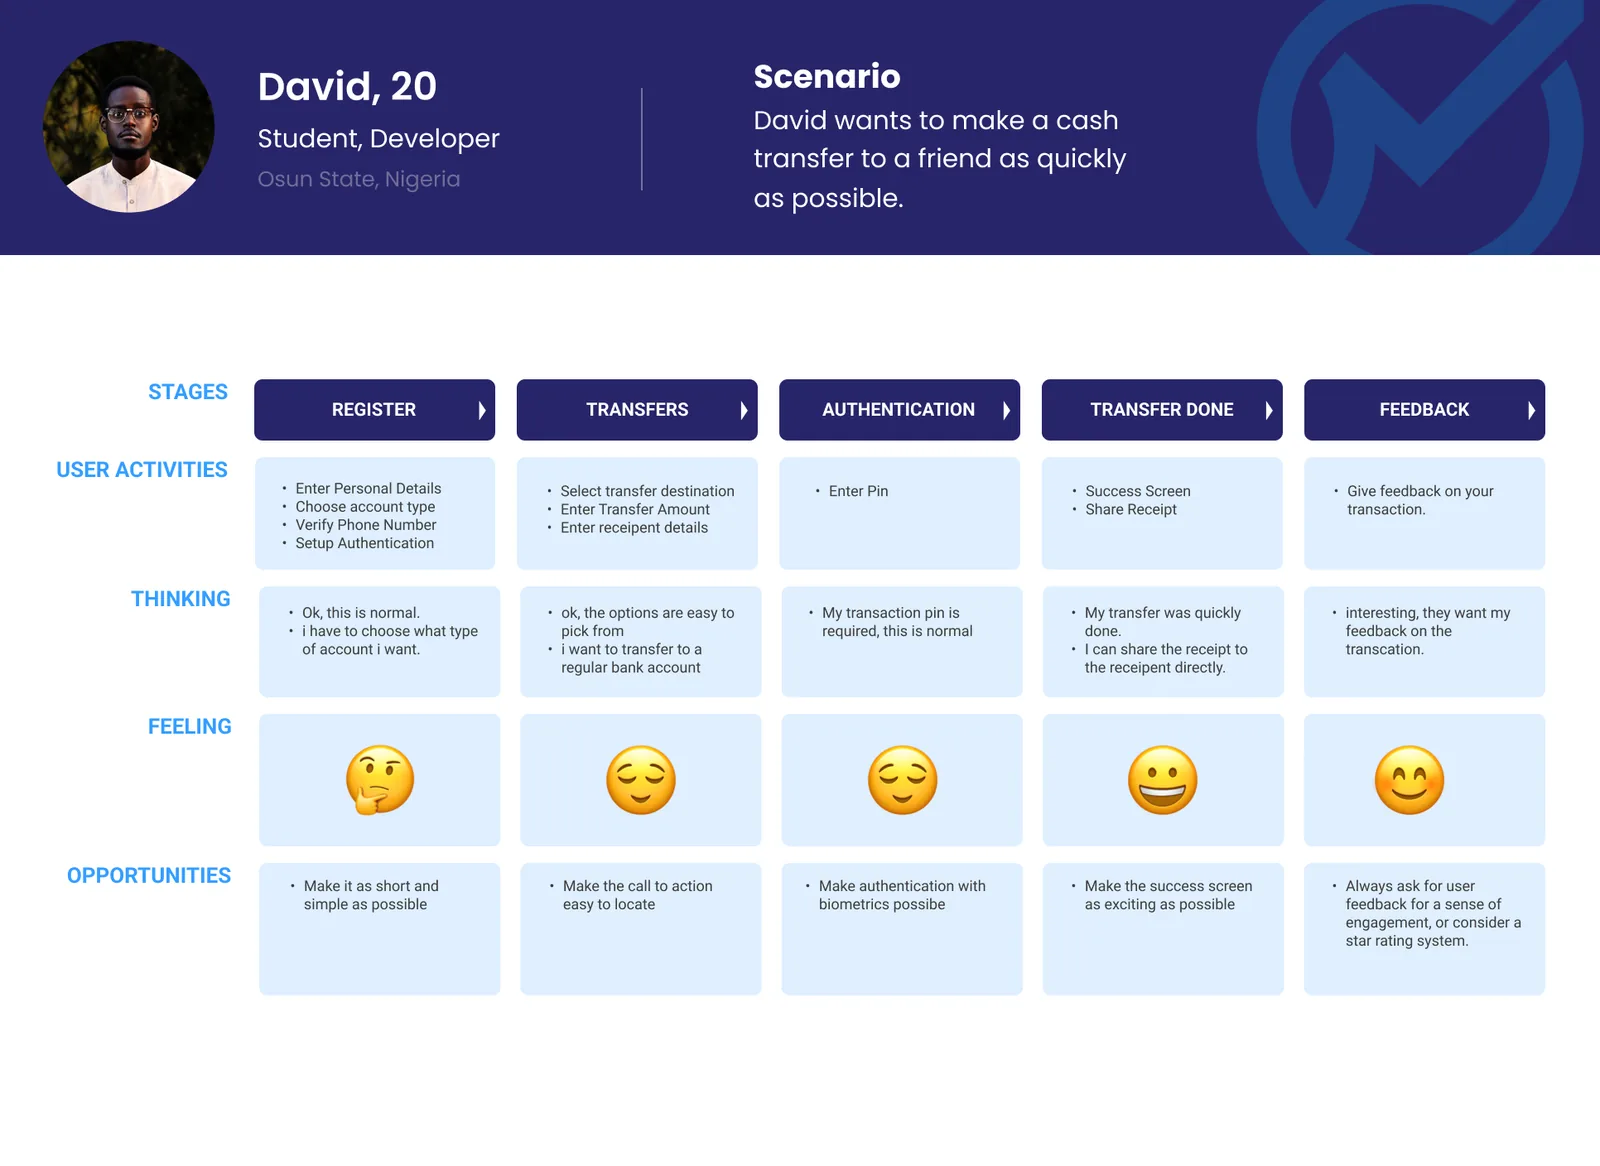 David, 20
Student, Developer
Osun State, Nigeria
Scenario
David wants to make a cash
transfer to a friend as quickly
as possible.
STAGES
REGISTER
TRANSFERS
AUTHENTICATION
TRANSFER DONE
FEEDBACK
USER ACTIVITIES
• Enter Personal Details
• Choose account type
• Verify Phone Number
• Setup Authentication
• Select transfer destination
• Enter Transfer Amount
• Enter receipent details
• Enter Pin
• Success Screen
• Share Receipt
• Give feedback on your
transaction.
THINKING
• Ok, this is normal.
• i have to choose what type
of account i want.
• ok, the options are easy to
pick from
• i want to transfer to a
regular bank account
• My transaction pin is
required, this is normal
• My transfer was quickly
done.
• I can share the receipt to
the receipent directly.
• interesting, they want my
feedback on the
transcation.
FEELING
OPPORTUNITIES
• Make it as short and
simple as possible
• Make the call to action
easy to locate
• Make authentication with
biometrics possibe
• Make the success screen
as exciting as possible
• Always ask for user
feedback for a sense of
engagement, or consider a
star rating system.